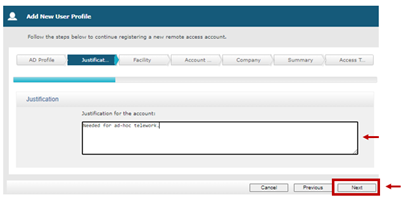 Add New User Profile
Follow the steps below to continue registering a new remote access account.
AD Profile
Justificat...
Facility
Account ...
Company
Summary
Access T...
Justification
Justification for the account:
Needed for ad-hoc telework.
Cancel
Previous
Next